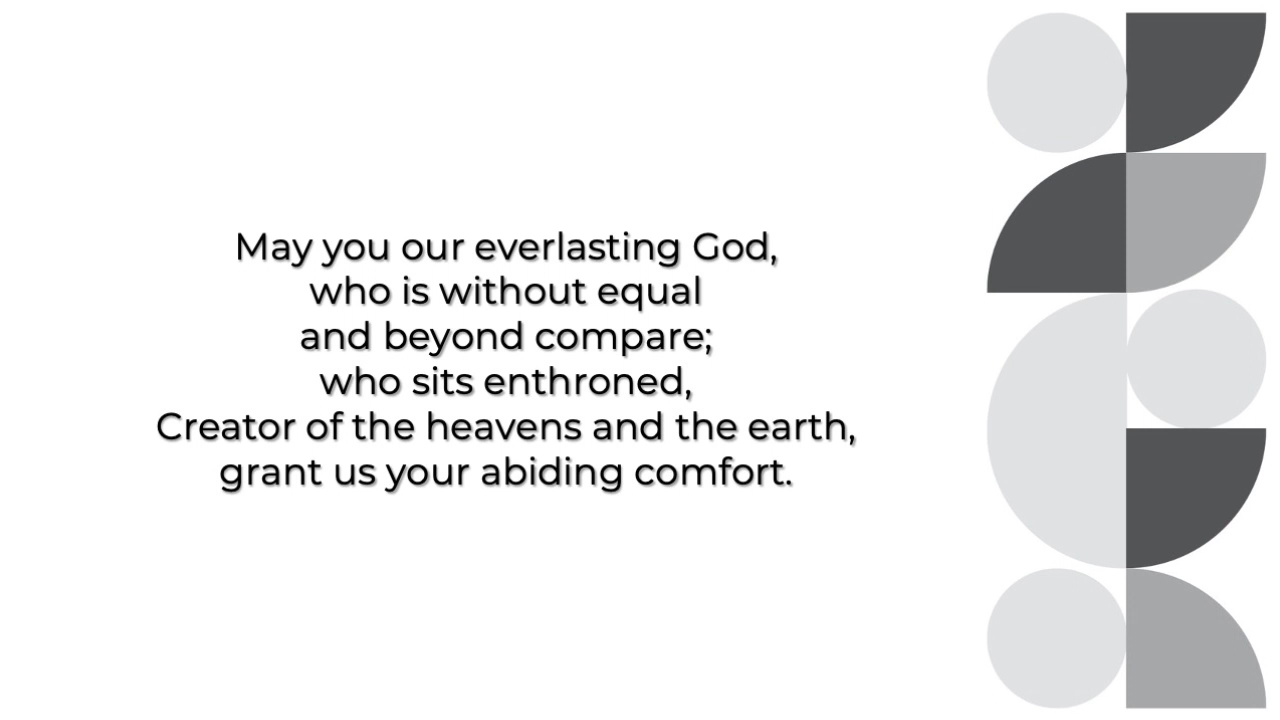 May you our everlasting God,
who is without equal
and beyond compare;
who sits enthroned,
Creator of the heavens and the earth,
grant us your abiding comfort.